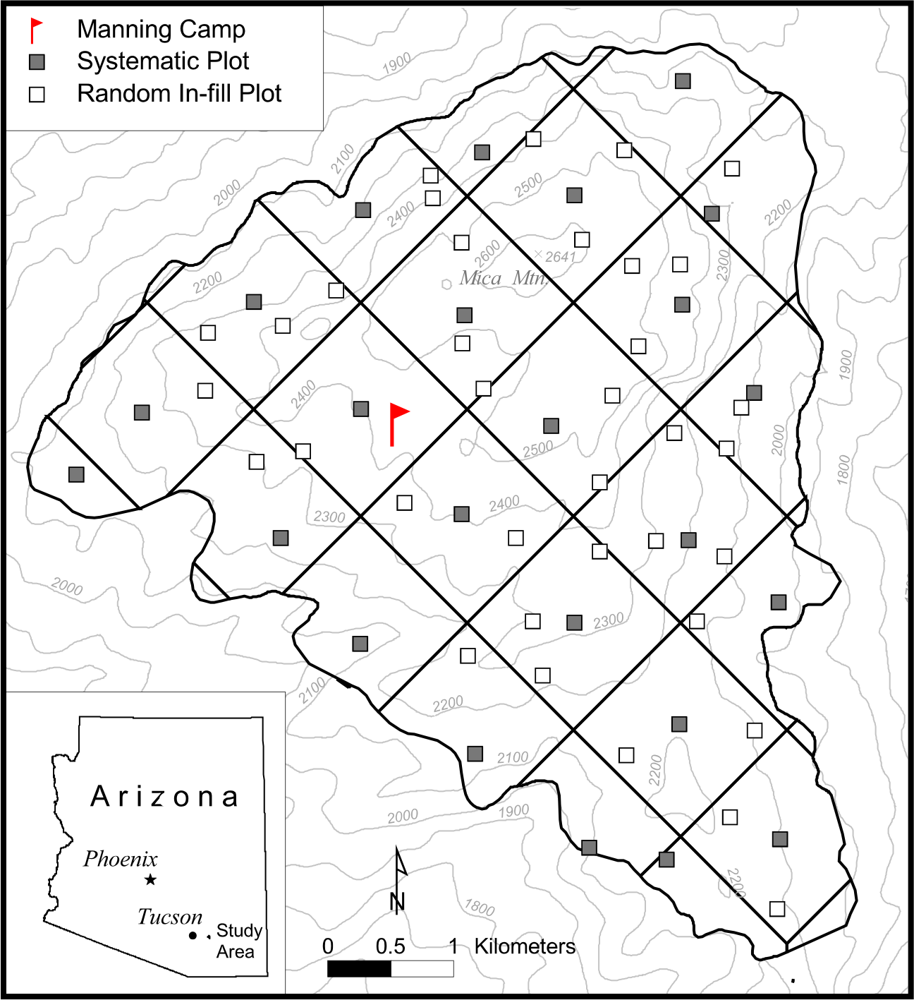 Manning Camp
Systematic Plot
Random In-fill Plot
1900
2100
2000
2500
2400
2200
2600
2641
2300
Mica Mtn.
2200
1900
2400
2000
2500
1800
2400
2300
2000
2300
2100
2200
2100
2200
2000
1900
2200
1800
Arizona
Phoenix
Tucson
Study
Area
N
0 0.5 1 Kilometers